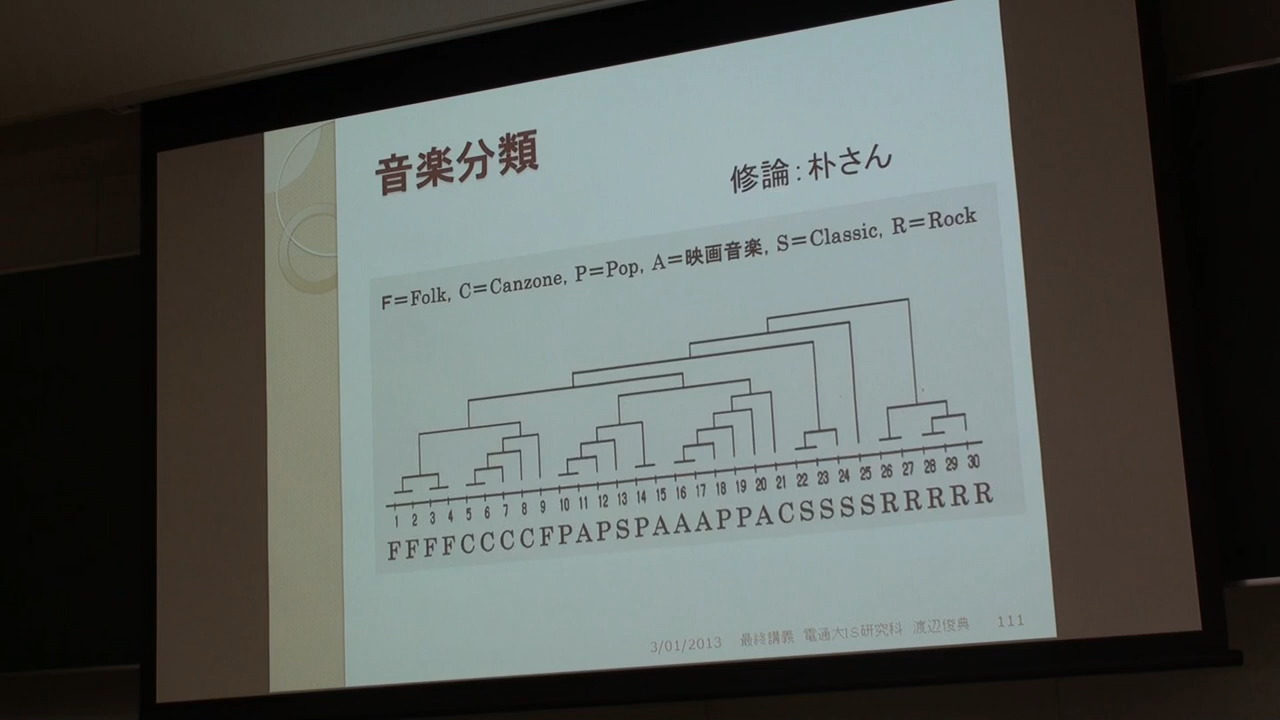 音楽分類
修論：朴さん
F=Folk, C=Canzone, P=Pop, A=映画音楽, S=Classic, R=Rock
1 2 3 4 5 6 7 8 9 10 11 12 13 14 15 16 17 18 19 20 21 22 23 24 25 26 27 28 29 30
FFFFCCCCFPAPSPAAAPPACSSSSRRRRR
3/01/2013 最終講義 電通大IS研究科 渡辺俊典 111